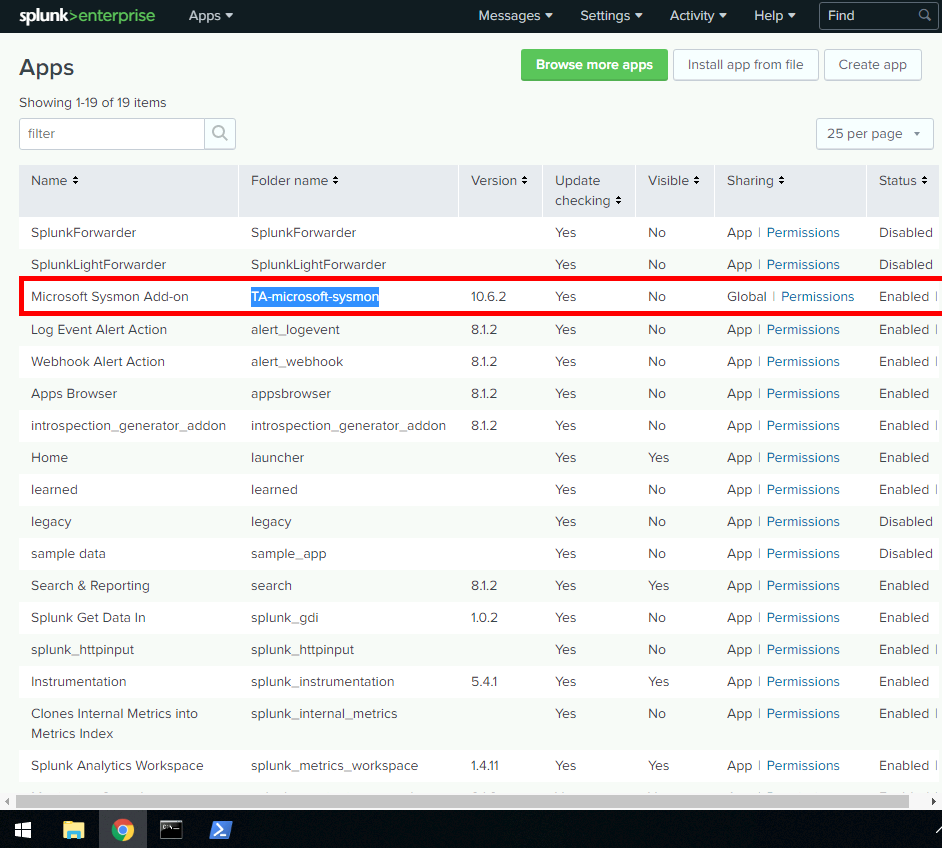 splunk>enterprise Apps Messages Settings Activity Help Find
Apps Browse more apps Install app from file Create app
Showing 1-19 of 19 items
filter 25 per page
Name Folder name Version Update checking Visible Sharing Status
SplunkForwarder SplunkForwarder Yes No App | Permissions Disabled
SplunkLightForwarder SplunkLightForwarder Yes No App | Permissions Disabled
Microsoft Sysmon Add-on TA-microsoft-sysmon 10.6.2 Yes No Global | Permissions Enabled |
Log Event Alert Action alert_logevent 8.1.2 Yes No App | Permissions Enabled |
Webhook Alert Action alert_webhook 8.1.2 Yes No App | Permissions Enabled |
Apps Browser appsbrowser 8.1.2 Yes No App | Permissions Enabled
introspection_generator_addon introspection_generator_addon 8.1.2 Yes No App | Permissions Enabled |
Home launcher Yes Yes App | Permissions Enabled
learned learned Yes No App | Permissions Enabled |
legacy legacy Yes No App | Permissions Disabled
sample data sample_app Yes No App | Permissions Disabled
Search & Reporting search 8.1.2 Yes Yes App | Permissions Enabled
Splunk Get Data In splunk_gdi 1.0.2 Yes No App | Permissions Enabled
splunk_httpinput splunk_httpinput Yes No App | Permissions Enabled |
Instrumentation splunk_instrumentation 5.4.1 Yes Yes App | Permissions Enabled |
Clones Internal Metrics into Metrics Index splunk_internal_metrics Yes No App | Permissions Enabled |
Splunk Analytics Workspace splunk_metrics_workspace 1.4.11 Yes Yes App | Permissions Enabled |